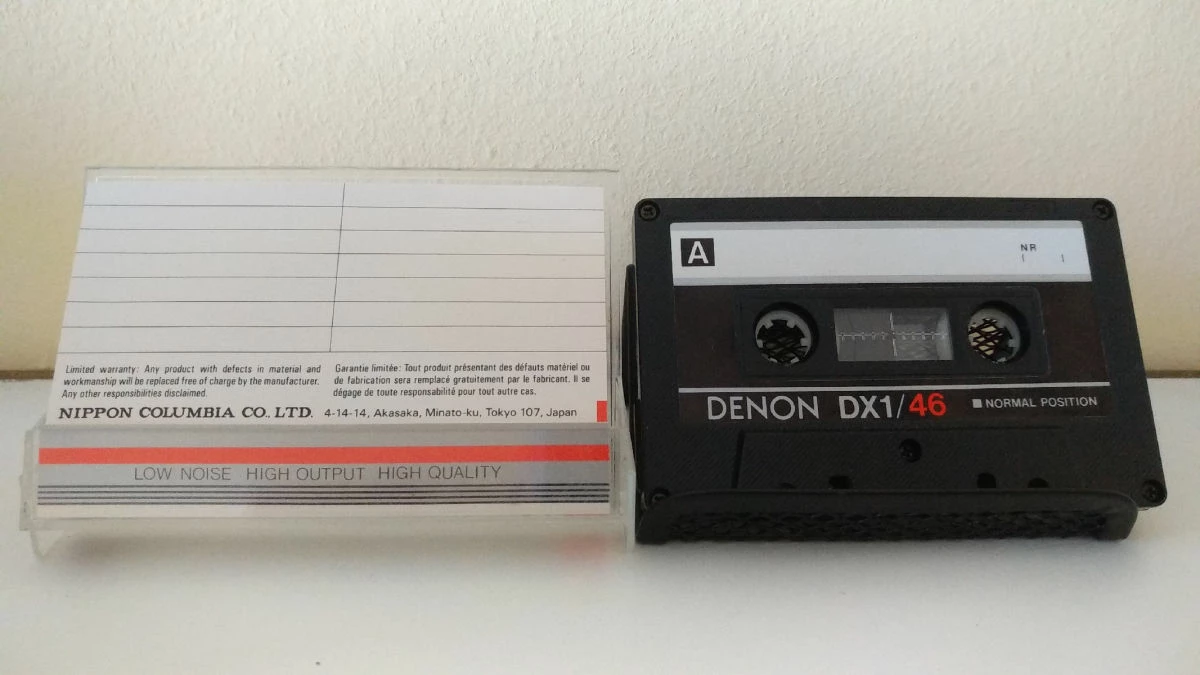 Limited warranty: Any product with defects in material and
workmanship will be replaced free of charge by the manufacturer.
Any other responsibilities disclaimed.
Garantie limitée: Tout produit présentant des défauts matériel ou
de fabrication sera remplacé gratuitement par le fabricant. Il se
dégage de toute responsabilité pour tout autre cas.
NIPPON COLUMBIA CO., LTD. 4-14-14, Akasaka, Minato-ku, Tokyo 107, Japan
LOW NOISE HIGH OUTPUT HIGH QUALITY
A
NR
DENON DX1/46 NORMAL POSITION